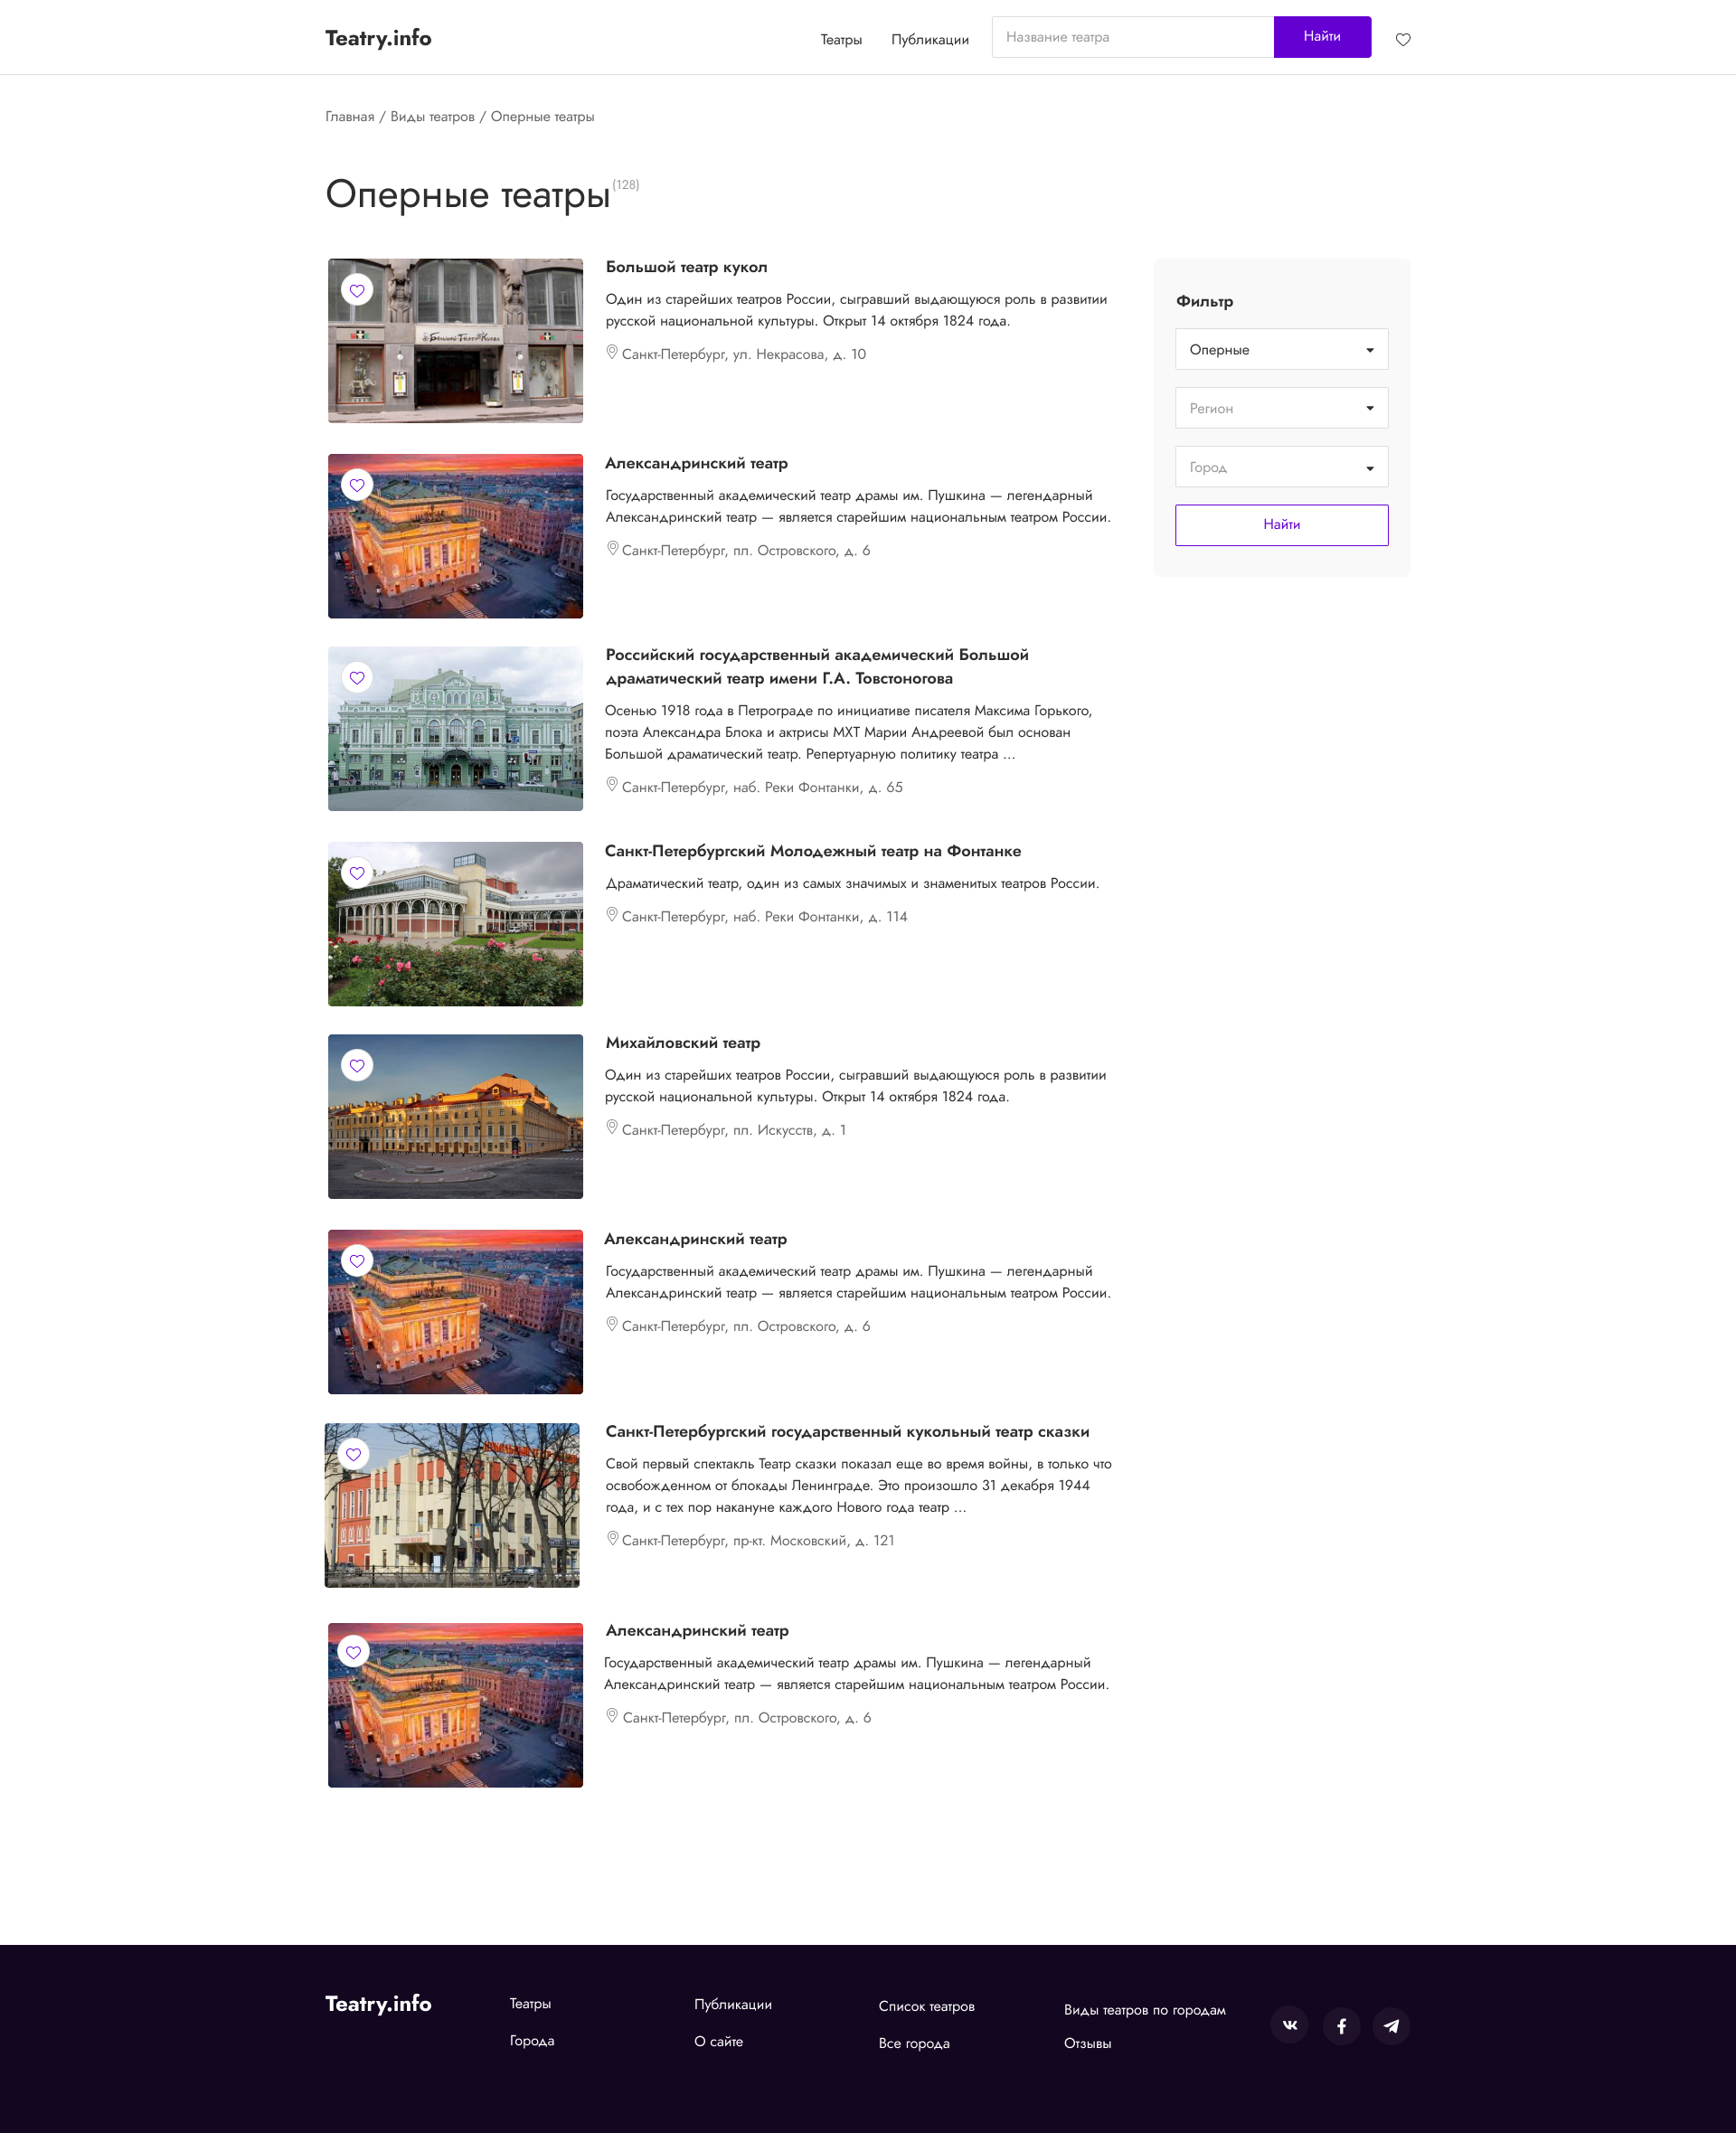 Teatry.info
Театры
Публикации
Название театра
Найти
Главная / Виды театров / Оперные театры
Оперные театры (128)
Большой театр кукол
Один из старейших театров России, сыгравший выдающуюся роль в развитии
русской национальной культуры. Открыт 14 октября 1824 года.
Санкт-Петербург, ул. Некрасова, д. 10
Александринский театр
Государственный академический театр драмы им. Пушкина — легендарный
Александринский театр — является старейшим национальным театром России.
Санкт-Петербург, пл. Островского, д. 6
Российский государственный академический Большой
драматический театр имени Г.А. Товстоногова
Осенью 1918 года в Петрограде по инициативе писателя Максима Горького,
поэта Александра Блока и актрисы МХТ Марии Андреевой был основан
Большой драматический театр. Репертуарную политику театра ...
Санкт-Петербург, наб. Реки Фонтанки, д. 65
Санкт-Петербургский Молодежный театр на Фонтанке
Драматический театр, один из самых значимых и знаменитых театров России.
Санкт-Петербург, наб. Реки Фонтанки, д. 114
Михайловский театр
Один из старейших театров России, сыгравший выдающуюся роль в развитии
русской национальной культуры. Открыт 14 октября 1824 года.
Санкт-Петербург, пл. Искусств, д. 1
Александринский театр
Государственный академический театр драмы им. Пушкина — легендарный
Александринский театр — является старейшим национальным театром России.
Санкт-Петербург, пл. Островского, д. 6
Санкт-Петербургский государственный кукольный театр сказки
Свой первый спектакль Театр сказки показал еще во время войны, в только что
освобожденном от блокады Ленинграде. Это произошло 31 декабря 1944
года, и с тех пор накануне каждого Нового года театр ...
Санкт-Петербург, пр-кт. Московский, д. 121
Александринский театр
Государственный академический театр драмы им. Пушкина — легендарный
Александринский театр — является старейшим национальным театром России.
Санкт-Петербург, пл. Островского, д. 6
Фильтр
Оперные
Регион
Город
Найти
Teatry.info
Театры
Города
Публикации
О сайте
Список театров
Все города
Виды театров по городам
Отзывы